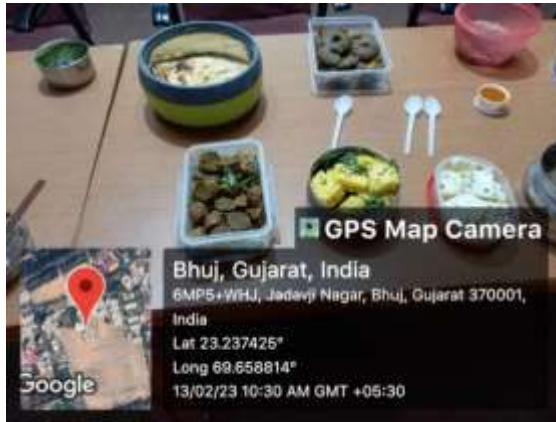 GPS Map Camera
Bhuj, Gujarat, India
6MP5+WHJ, Jadavji Nagar, Bhuj, Gujarat 370001,
India
Lat 23.237425°
Long 69.658814°
13/02/23 10:30 AM GMT +05:30
Google